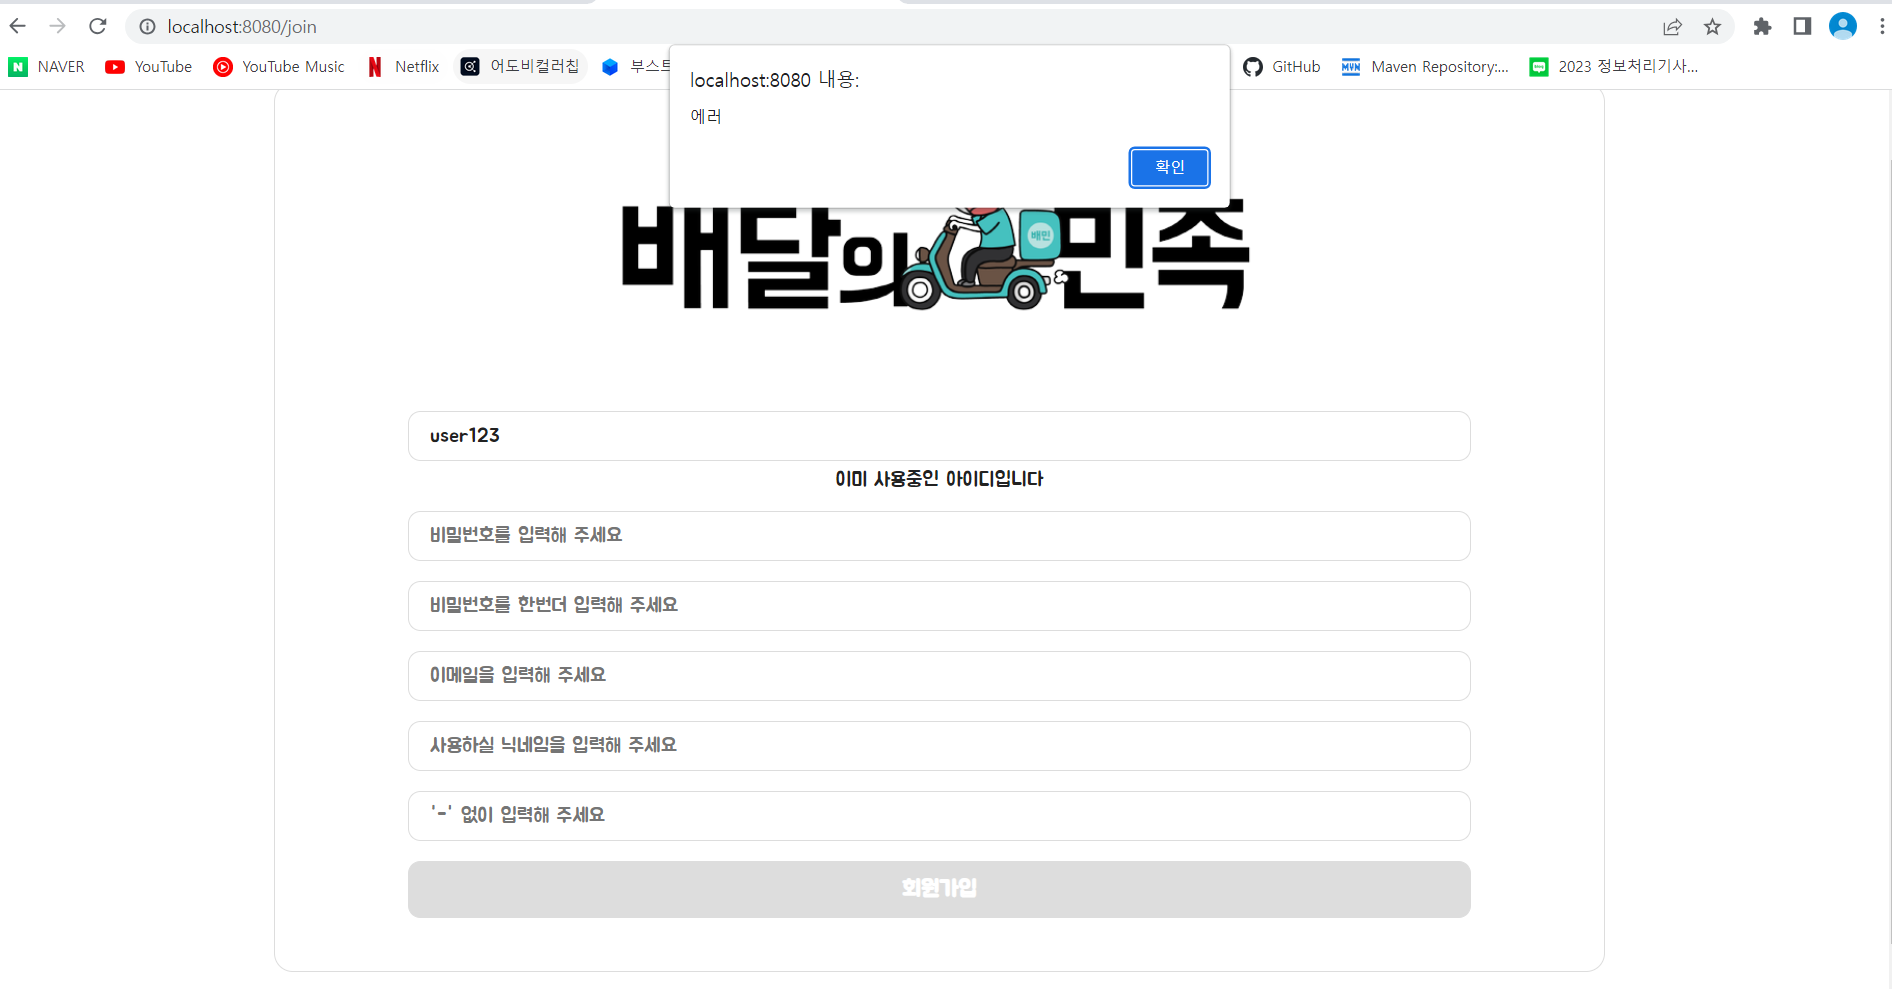 localhost:8080/join
NAVER YouTube YouTube Music Netflix 어도비컬러칩 부스트 GitHub Maven Repository:... 2023 정보처리기사...
localhost:8080 내용:
에러
확인
배달의민족
배민
user123
이미 사용중인 아이디입니다
비밀번호를 입력해 주세요
비밀번호를 한번더 입력해 주세요
이메일을 입력해 주세요
사용하실 닉네임을 입력해 주세요
'-' 없이 입력해 주세요
회원가입